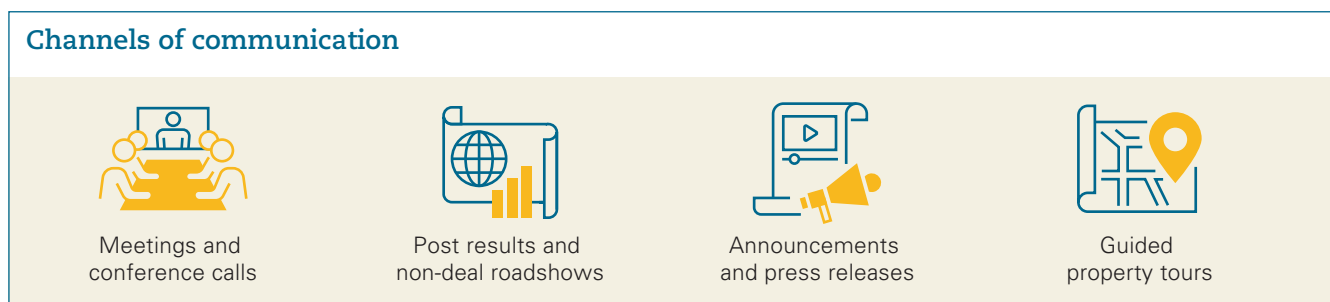 Channels of communication
Meetings and
conference calls
Post results and
non-deal roadshows
Announcements
and press releases
Guided
property tours